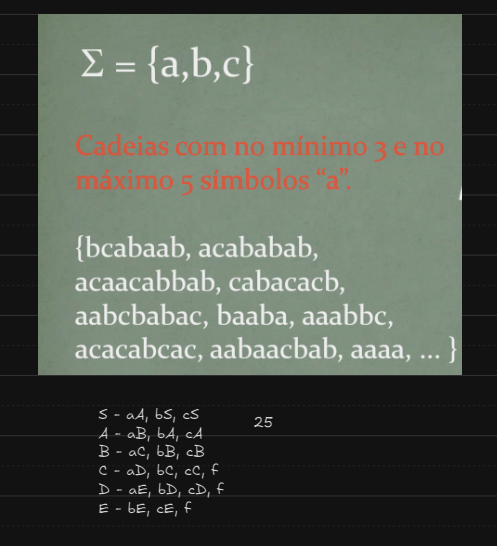 Σ = {a,b,c}
Cadeias com no mínimo 3 e no
máximo 5 símbolos “a”.
{bcabaab, acababab,
acaacabbab, cabacacb,
aabcbabac, baaba, aaabbc,
acacabcac, aabaacbab, aaaa, ... }
S - aA, bS, cS 25
A - aB, bA, cA
B - aC, bB, cB
C - aD, bC, cC, f
D - aE, bD, cD, f
E - bE, cE, f